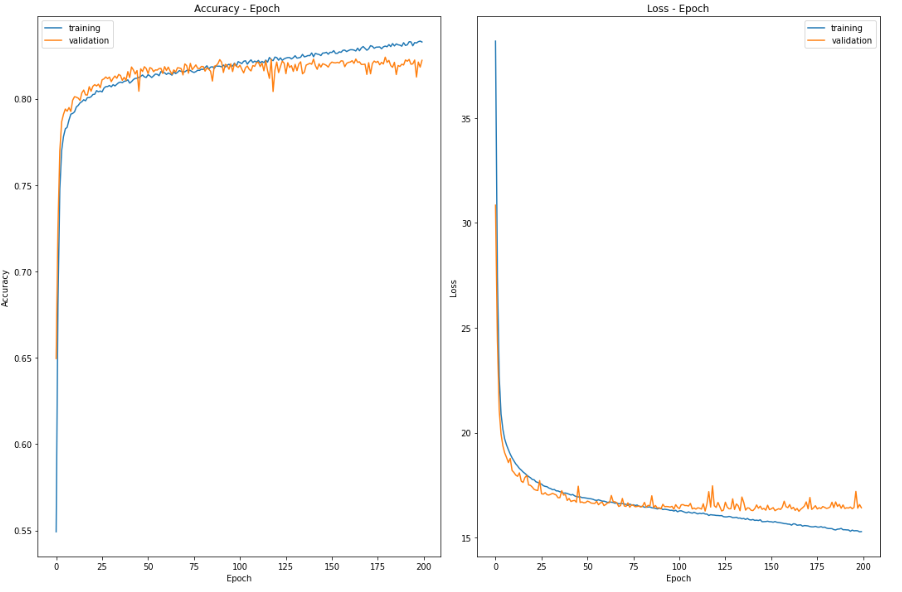 Accuracy - Epoch
training
validation
0.80
0.75
0.70
0.65
0.60
0.55
Accuracy
0 25 50 75 100 125 150 175 200
Epoch
Loss - Epoch
training
validation
35
30
25
20
15
Loss
0 25 50 75 100 125 150 175 200
Epoch